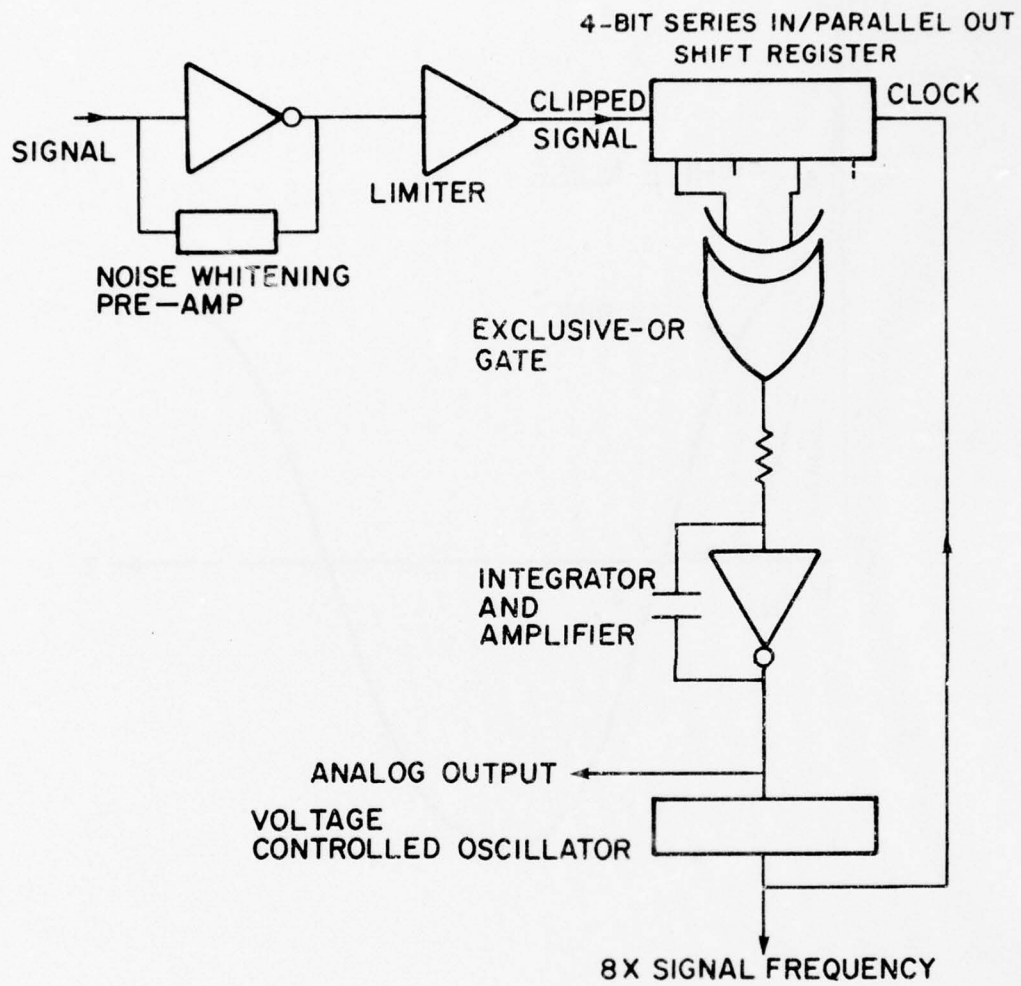 4-BIT SERIES IN/PARALLEL OUT
SHIFT REGISTER
SIGNAL
LIMITER
CLIPPED
SIGNAL
CLOCK
NOISE WHITENING
PRE-AMP
EXCLUSIVE-OR
GATE
INTEGRATOR
AND
AMPLIFIER
ANALOG OUTPUT
VOLTAGE
CONTROLLED OSCILLATOR
8X SIGNAL FREQUENCY